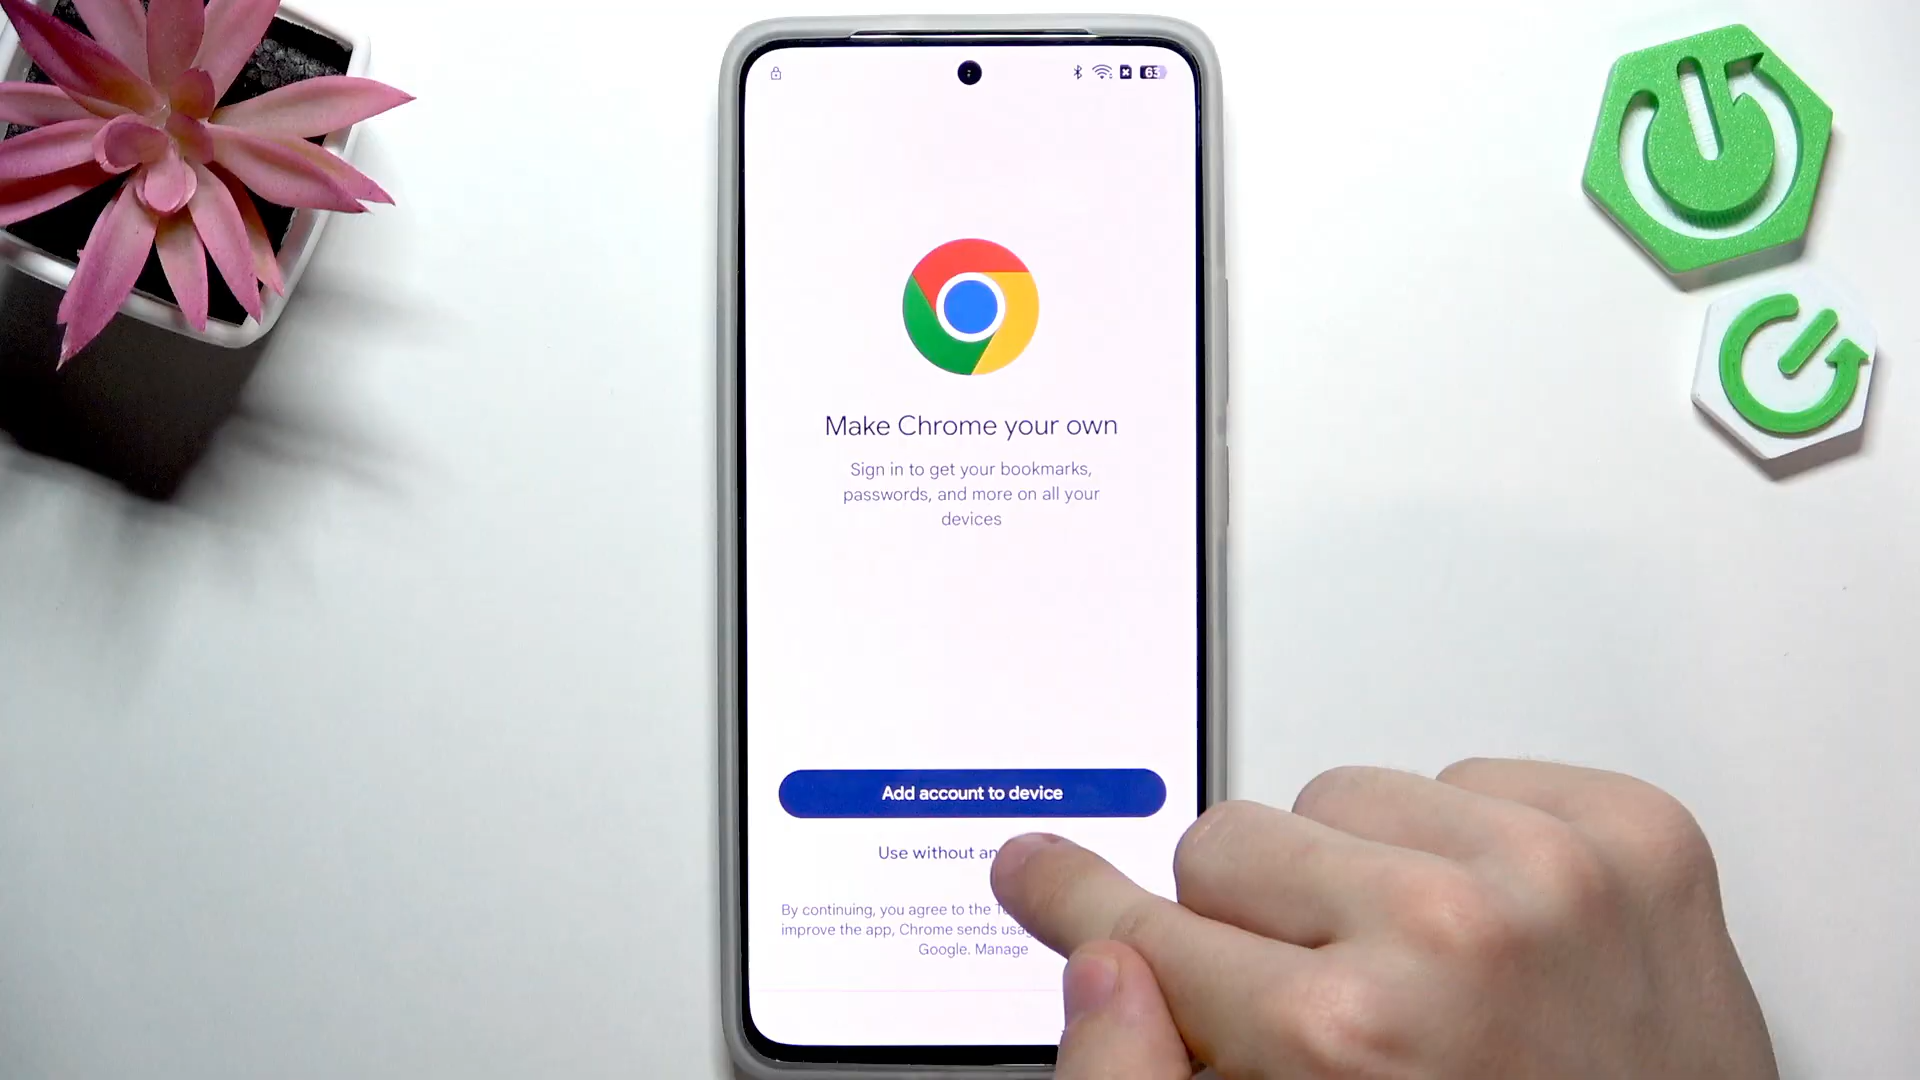 63
Make Chrome your own
Sign in to get your bookmarks,
passwords, and more on all your
devices
Add account to device
Use without an
By continuing, you agree to the
improve the app, Chrome sends
Google. Manage